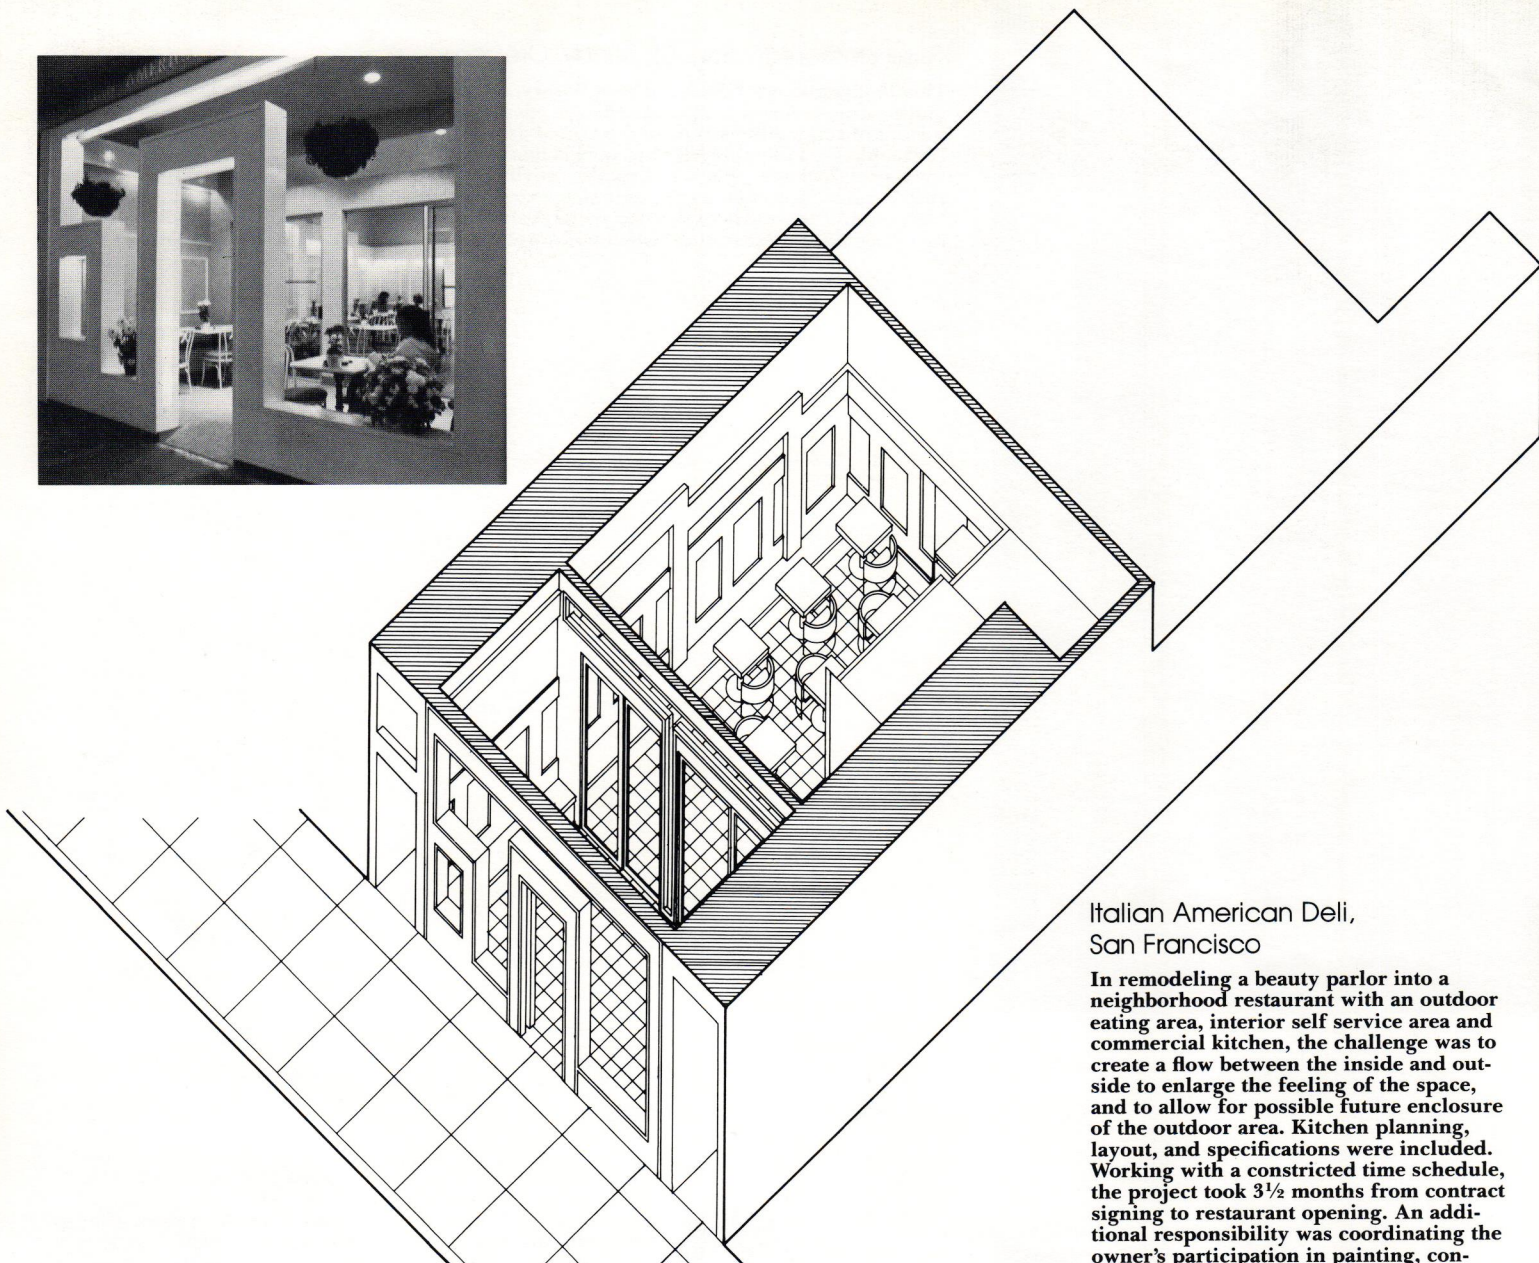 Italian American Deli,
San Francisco
In remodeling a beauty parlor into a
neighborhood restaurant with an outdoor
eating area, interior self service area and
commercial kitchen, the challenge was to
create a flow between the inside and out-
side to enlarge the feeling of the space,
and to allow for possible future enclosure
of the outdoor area. Kitchen planning,
layout, and specifications were included.
Working with a constricted time schedule,
the project took 3½ months from contract
signing to restaurant opening. An addi-
tional responsibility was coordinating the
owner's participation in painting, con-